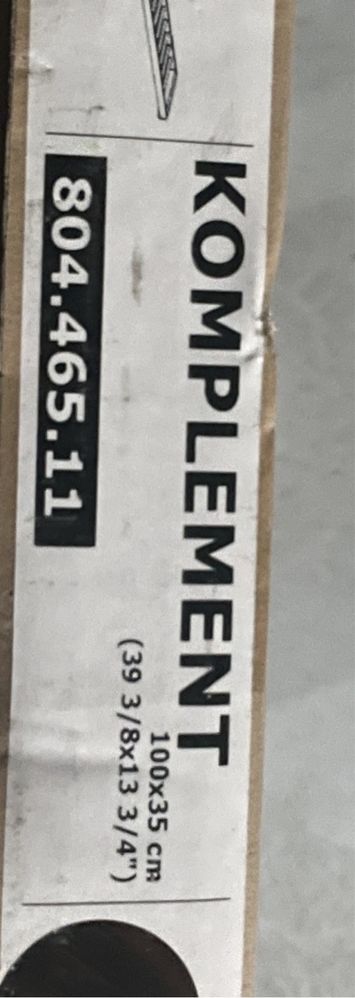 KOMPLEMENT
100x35 cm
(39 3/8x13 3/4")
804.465.11